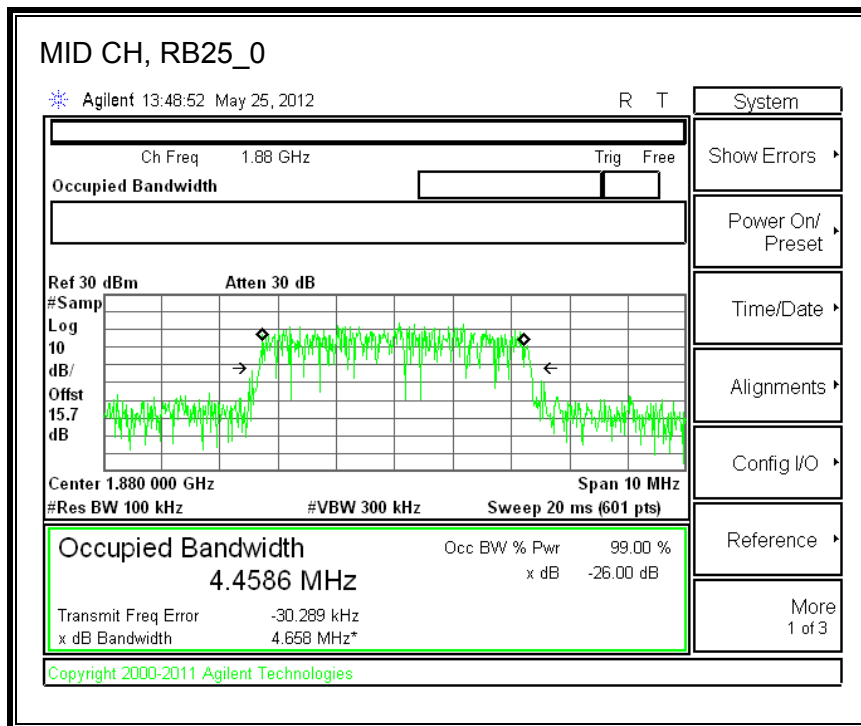 MID CH, RB25_0
Agilent 13:48:52 May 25, 2012 R T
System
Ch Freq 1.88 GHz Trig Free
Show Errors
Occupied Bandwidth
Power On/
Preset
Ref 30 dBm Atten 30 dB
#Samp
Log
10
dB/
Offst
15.7
dB
Time/Date
Alignments
Center 1.880 000 GHz Span 10 MHz
#Res BW 100 kHz #VBW 300 kHz Sweep 20 ms (601 pts)
Config I/O
Occupied Bandwidth Occ BW % Pwr 99.00 %
4.4586 MHz x dB -26.00 dB
Reference
Transmit Freq Error -30.289 kHz
x dB Bandwidth 4.658 MHz*
More
1 of 3
Copyright 2000-2011 Agilent Technologies